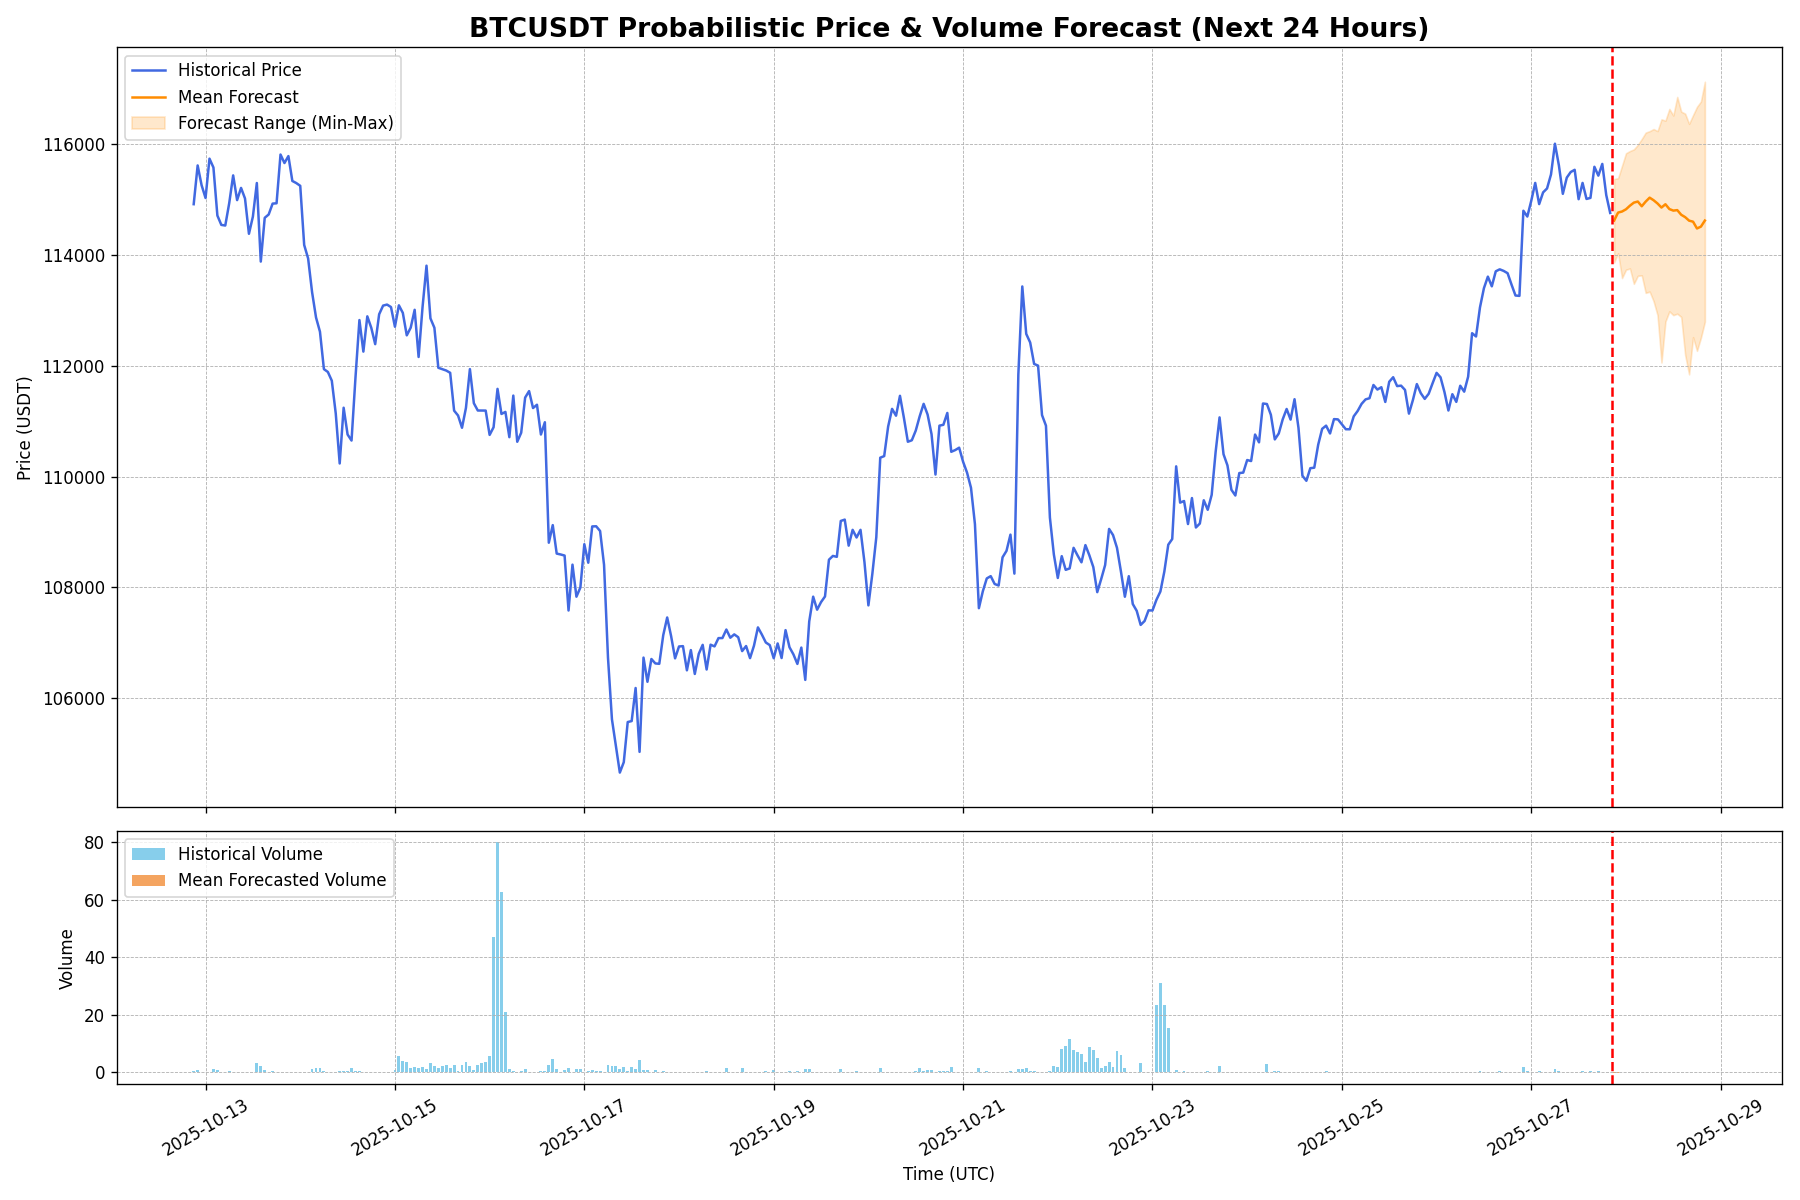 BTCUSDT Probabilistic Price & Volume Forecast (Next 24 Hours)
Historical Price
Mean Forecast
Forecast Range (Min-Max)
116000
114000
112000
110000
108000
106000
Price (USDT)
Historical Volume
Mean Forecasted Volume
80
60
40
20
0
Volume
2025-10-13
2025-10-15
2025-10-17
2025-10-19
2025-10-21
2025-10-23
2025-10-25
2025-10-27
2025-10-29
Time (UTC)